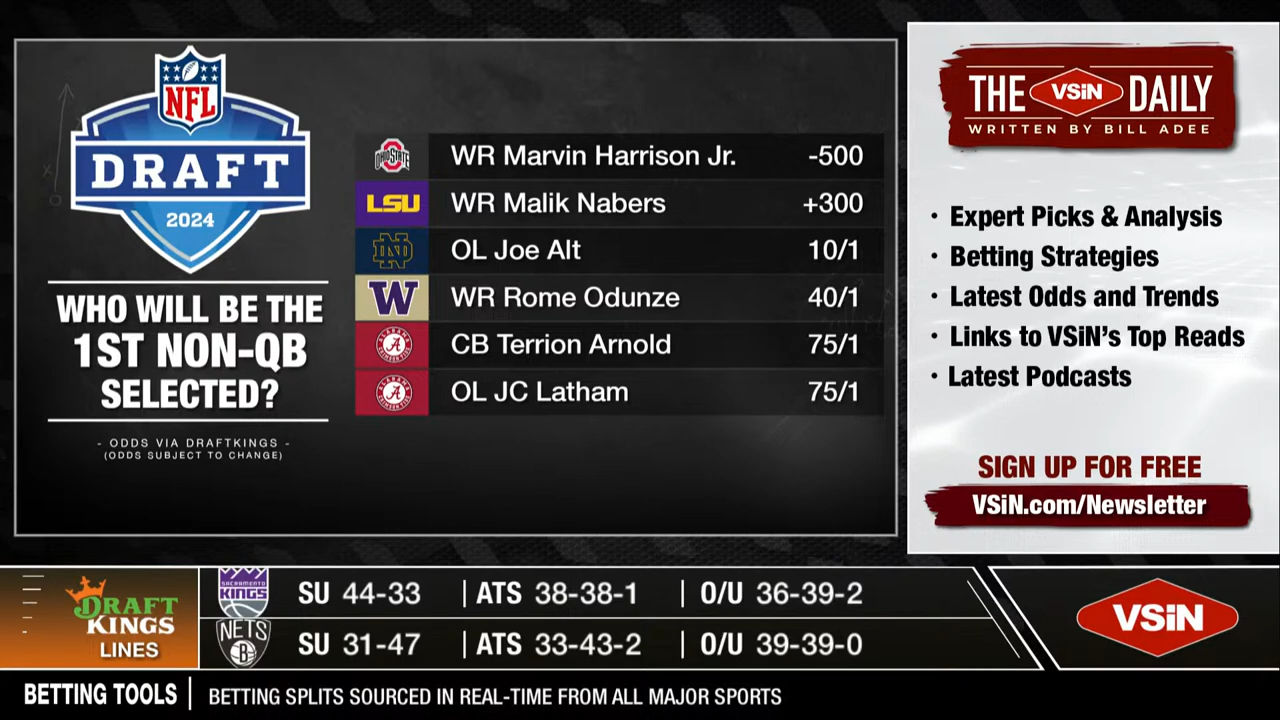 NFL
DRAFT
2024
WHO WILL BE THE
1ST NON-QB
SELECTED?
- ODDS VIA DRAFTKINGS -
(ODDS SUBJECT TO CHANGE)
OHIO STATE WR Marvin Harrison Jr. -500
LSU WR Malik Nabers +300
ND OL Joe Alt 10/1
W WR Rome Odunze 40/1
A CB Terrion Arnold 75/1
A OL JC Latham 75/1
THE VSiN DAILY
WRITTEN BY BILL ADEE
• Expert Picks & Analysis
• Betting Strategies
• Latest Odds and Trends
• Links to VSiN’s Top Reads
• Latest Podcasts
SIGN UP FOR FREE
VSiN.com/Newsletter
DRAFT
KINGS
LINES
SACRAMENTO
KINGS
SU 44-33 | ATS 38-38-1 | O/U 36-39-2
NETS
B
SU 31-47 | ATS 33-43-2 | O/U 39-39-0
VSiN
BETTING TOOLS | BETTING SPLITS SOURCED IN REAL-TIME FROM ALL MAJOR SPORTS